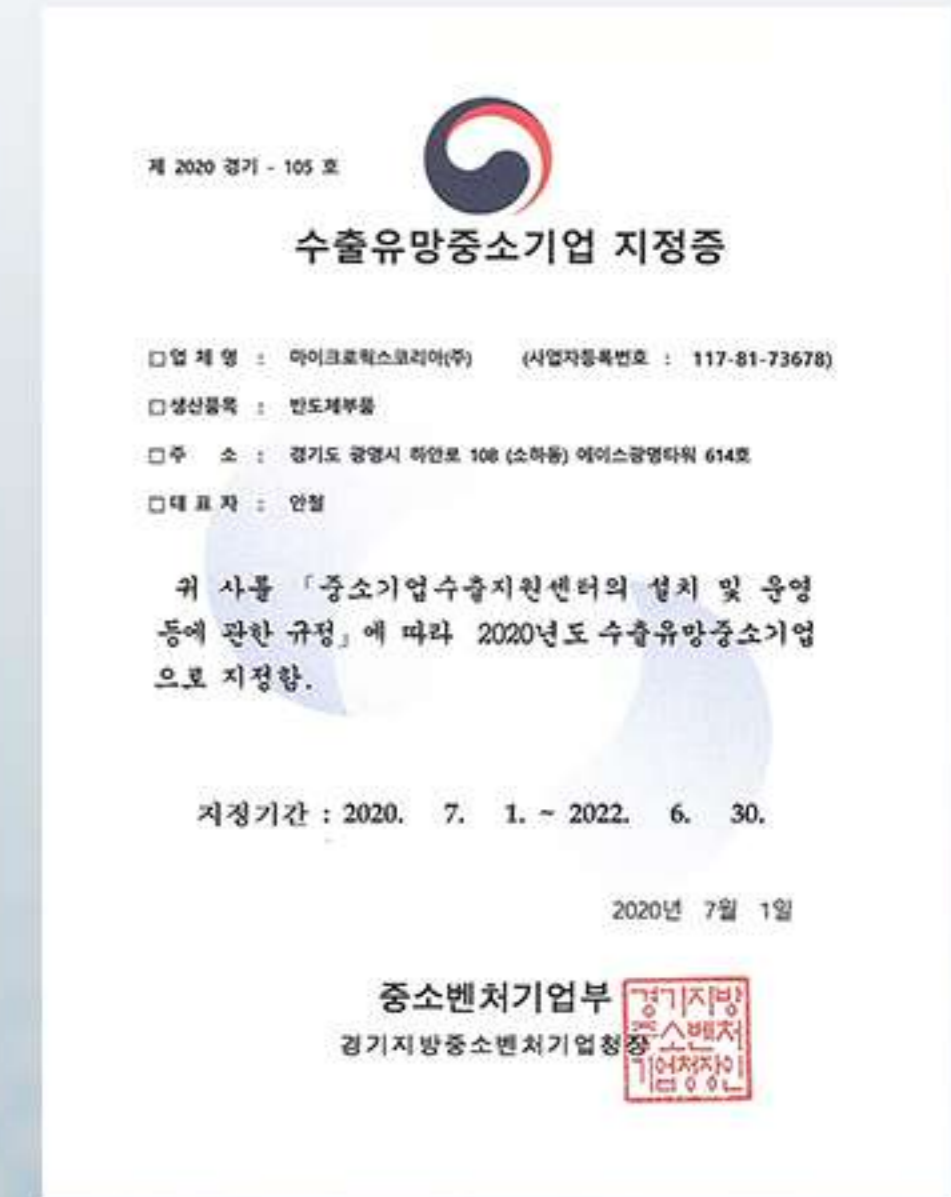 제 2020 경기 - 105 호
수출유망중소기업 지정증
□업 체 명 : 마이크로웍스코리아(주) (사업자등록번호 : 117-81-73678)
□생산품목 : 반도체부품
□주 소 : 경기도 광명시 하안로 108 (소하동) 에이스광명타워 614호
□대 표 자 : 안철
귀 사를 「중소기업수출지원센터의 설치 및 운영
등에 관한 규정」에 따라 2020년도 수출유망중소기업
으로 지정함.
지정기간 : 2020. 7. 1. ~ 2022. 6. 30.
2020년 7월 1일
중소벤처기업부
경기지방중소벤처기업청장
경기지방
중소벤처
기업청장인